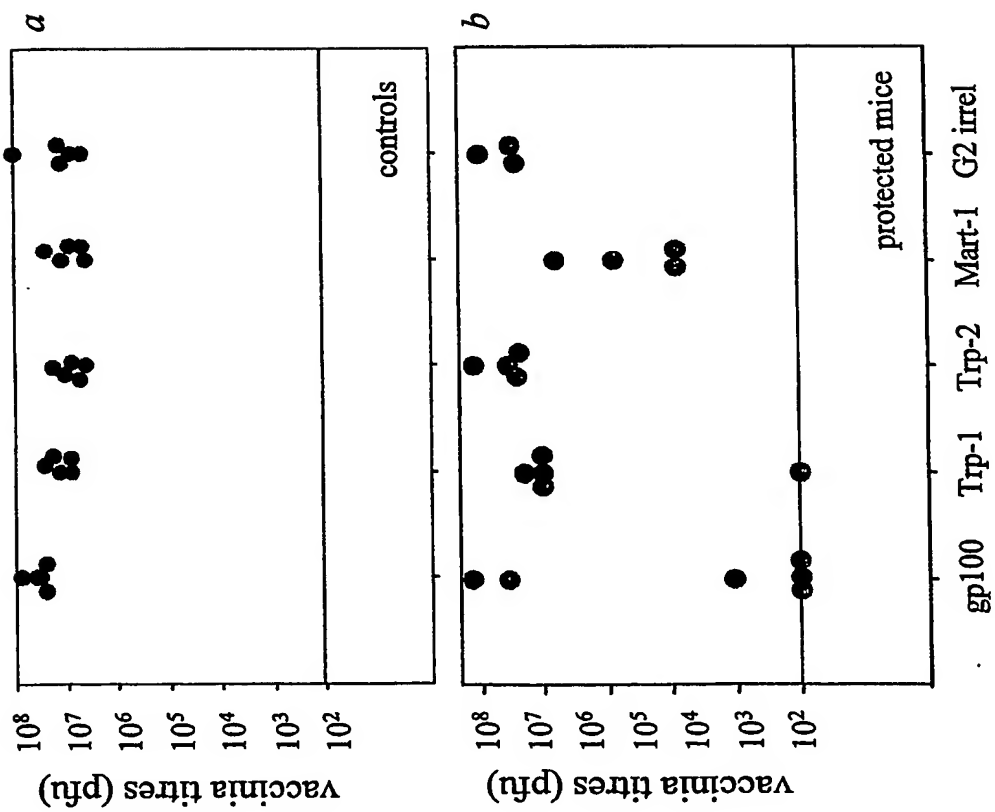 a
vaccinia titres (pfu)
10⁸
10⁷
10⁶
10⁵
10⁴
10³
10²
controls
b
vaccinia titres (pfu)
10⁸
10⁷
10⁶
10⁵
10⁴
10³
10²
protected mice
gp100 Trp-1 Trp-2 Mart-1 G2 irrel